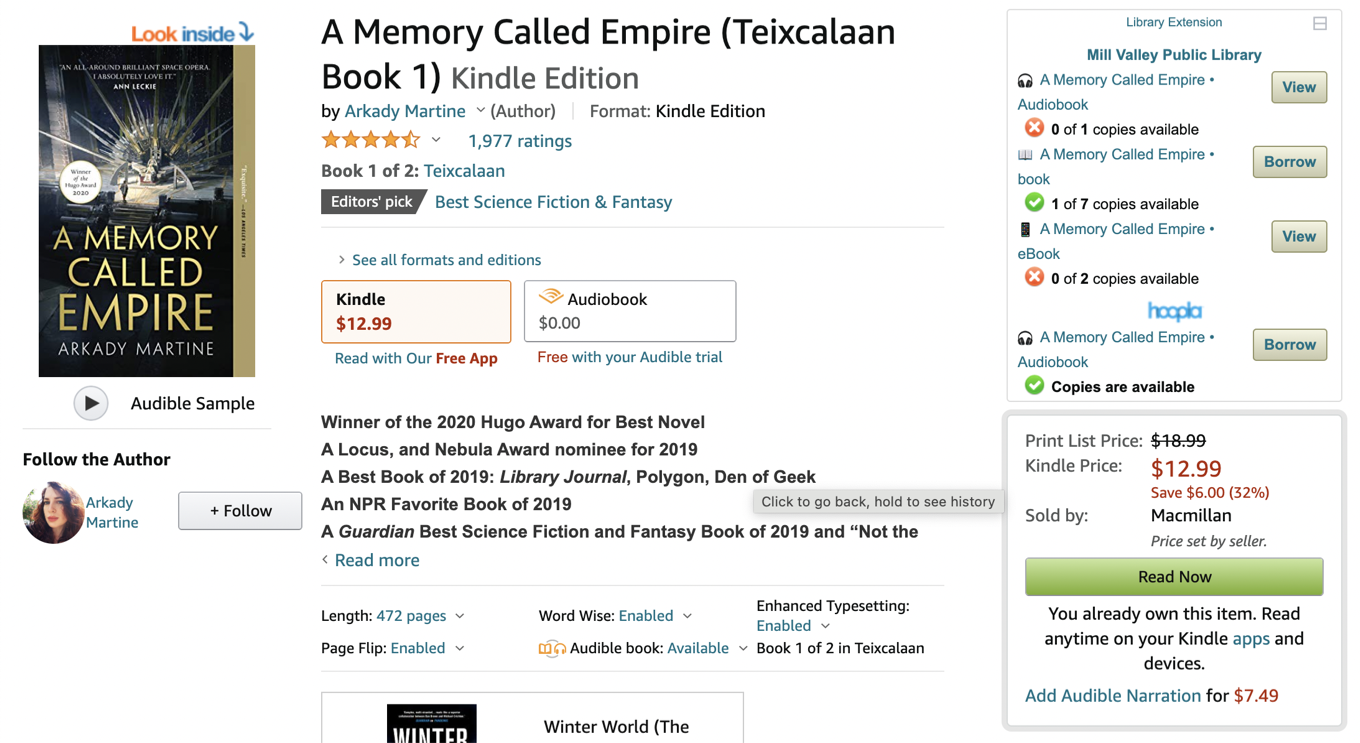 Look inside
"AN ALL-AROUND BRILLIANT SPACE OPERA.
I ABSOLUTELY LOVE IT."
ANN LECKIE
Winner
of the
Hugo Award
2020
"Exquisite."—LOS ANGELES TIMES
A MEMORY
CALLED
EMPIRE
ARKADY MARTINE
Audible Sample
Follow the Author
Arkady
Martine
+ Follow
A Memory Called Empire (Teixcalaan
Book 1) Kindle Edition
by Arkady Martine (Author) Format: Kindle Edition
1,977 ratings
Book 1 of 2: Teixcalaan
Editors' pick Best Science Fiction & Fantasy
› See all formats and editions
Kindle
$12.99
Read with Our Free App
Audiobook
$0.00
Free with your Audible trial
Winner of the 2020 Hugo Award for Best Novel
A Locus, and Nebula Award nominee for 2019
A Best Book of 2019: Library Journal, Polygon, Den of Geek
An NPR Favorite Book of 2019
A Guardian Best Science Fiction and Fantasy Book of 2019 and “Not the
‹ Read more
Click to go back, hold to see history
Length: 472 pages
Word Wise: Enabled
Enhanced Typesetting:
Enabled
Page Flip: Enabled
Audible book: Available
Book 1 of 2 in Teixcalaan
WINTER
Winter World (The
Library Extension
Mill Valley Public Library
A Memory Called Empire •
Audiobook
View
0 of 1 copies available
A Memory Called Empire •
book
Borrow
1 of 7 copies available
A Memory Called Empire •
eBook
View
0 of 2 copies available
hoopla
A Memory Called Empire •
Audiobook
Borrow
Copies are available
Print List Price: $18.99
Kindle Price: $12.99
Save $6.00 (32%)
Sold by: Macmillan
Price set by seller.
Read Now
You already own this item. Read
anytime on your Kindle apps and
devices.
Add Audible Narration for $7.49